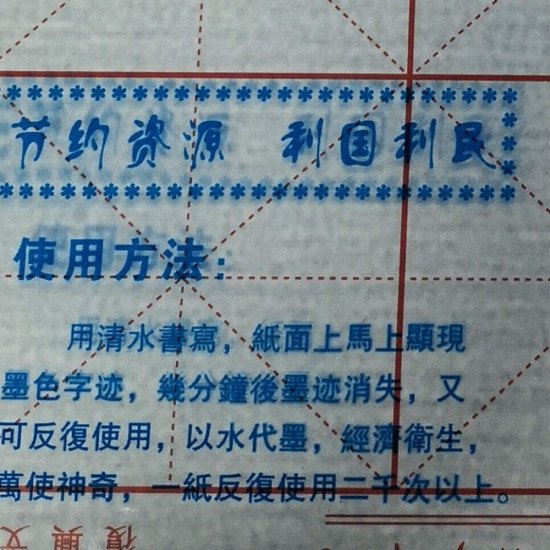 节约资源 利国利民
使用方法：
用清水書寫，紙面上馬上顯現
墨色字迹，幾分鐘後墨迹消失，又
可反復使用，以水代墨，經濟衛生，
萬使神奇，一紙反復使用二千次以上。
復興文